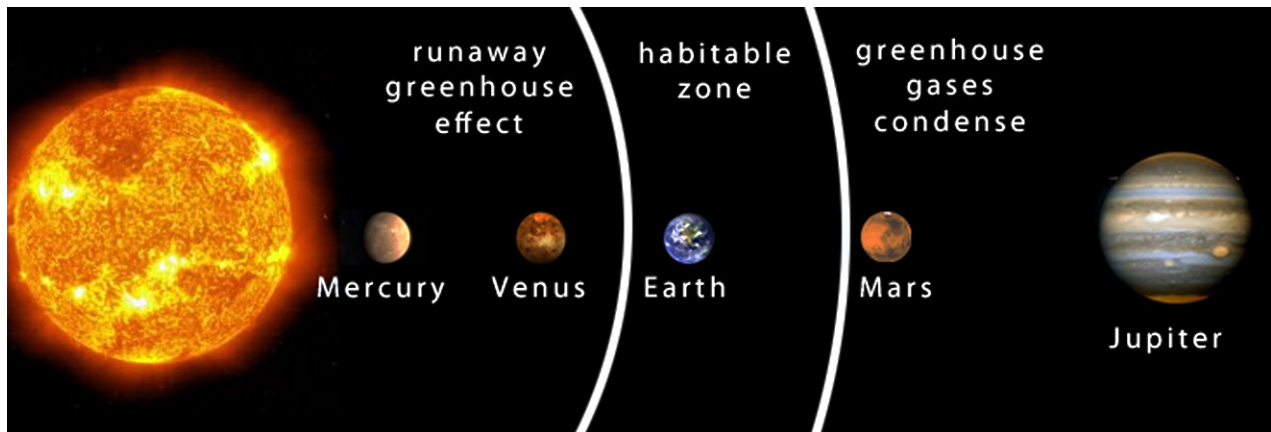 runaway
greenhouse
effect
habitable
zone
greenhouse
gases
condense
Mercury
Venus
Earth
Mars
Jupiter